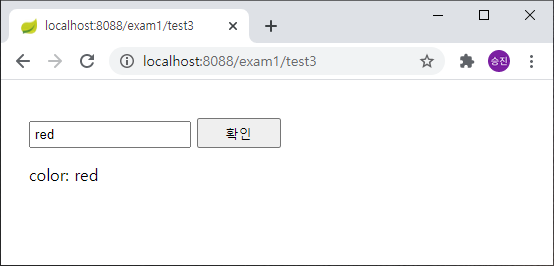 localhost:8088/exam1/test3
localhost:8088/exam1/test3
승진
red
확인
color: red